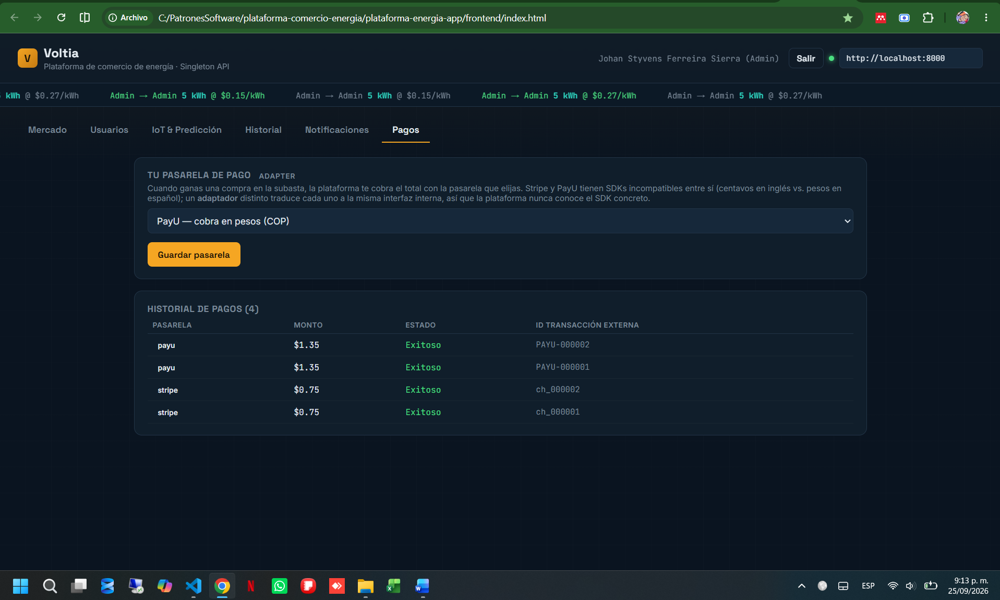 Archivo C:/PatronesSoftware/plataforma-comercio-energia/plataforma-energia-app/frontend/index.html
V
Voltia
Plataforma de comercio de energía · Singleton API
Johan Styvens Ferreira Sierra (Admin)
Salir
http://localhost:8000
kWh @ $0.27/kWh Admin → Admin 5 kWh @ $0.15/kWh Admin → Admin 5 kWh @ $0.15/kWh Admin → Admin 5 kWh @ $0.27/kWh Admin → Admin 5 kWh @ $0.27/kWh
Mercado Usuarios IoT & Predicción Historial Notificaciones Pagos
TU PASARELA DE PAGO ADAPTER
Cuando ganas una compra en la subasta, la plataforma te cobra el total con la pasarela que elijas. Stripe y PayU tienen SDKs incompatibles entre sí (centavos en inglés vs. pesos en
español); un adaptador distinto traduce cada uno a la misma interfaz interna, así que la plataforma nunca conoce el SDK concreto.
PayU — cobra en pesos (COP)
Guardar pasarela
HISTORIAL DE PAGOS (4)
PASARELA MONTO ESTADO ID TRANSACCIÓN EXTERNA
payu $1.35 Exitoso PAYU-000002
payu $1.35 Exitoso PAYU-000001
stripe $0.75 Exitoso ch_000002
stripe $0.75 Exitoso ch_000001
ESP
9:13 p. m.
25/09/2026